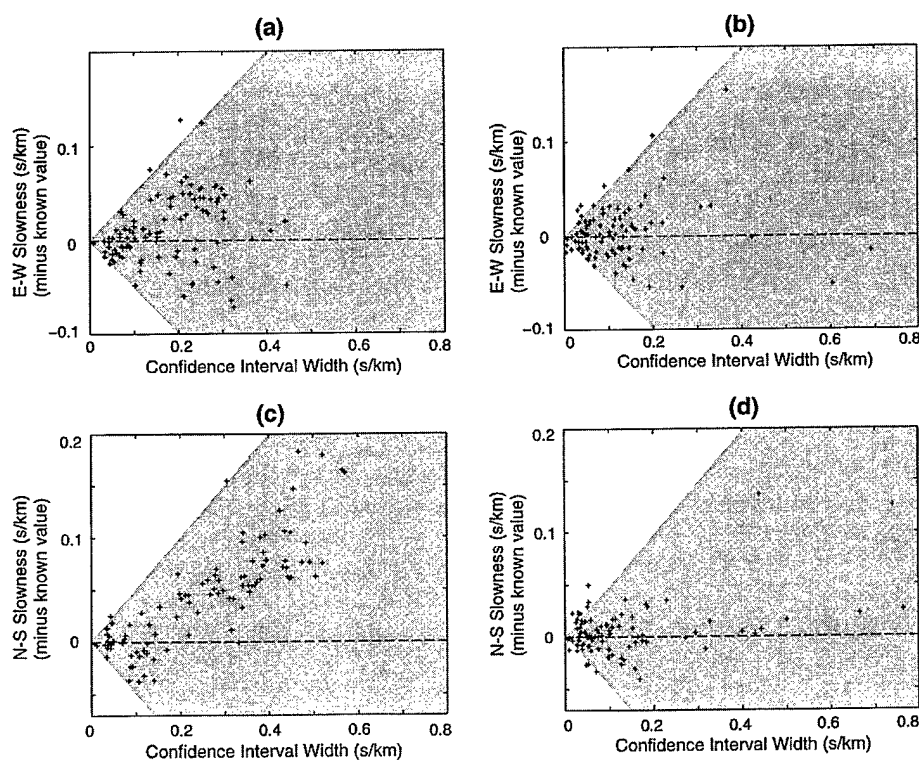 (a)
E-W Slowness (s/km)
(minus known value)
0.1
0
−0.1
0 0.2 0.4 0.6 0.8
Confidence Interval Width (s/km)
(b)
E-W Slowness (s/km)
(minus known value)
0.1
0
−0.1
0 0.2 0.4 0.6 0.8
Confidence Interval Width (s/km)
(c)
N-S Slowness (s/km)
(minus known value)
0.2
0.1
0
0 0.2 0.4 0.6 0.8
Confidence Interval Width (s/km)
(d)
N-S Slowness (s/km)
(minus known value)
0.2
0.1
0
0 0.2 0.4 0.6 0.8
Confidence Interval Width (s/km)